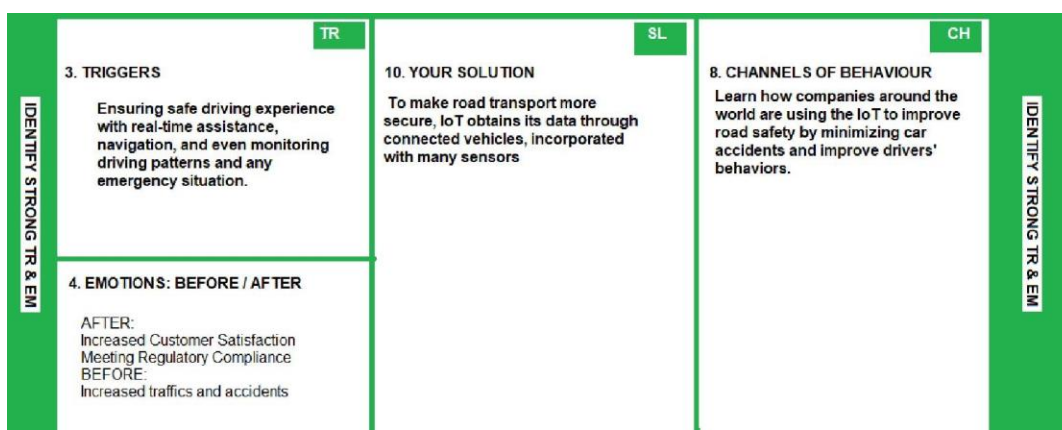 IDENTIFY STRONG TR & EM
TR
3. TRIGGERS
Ensuring safe driving experience
with real-time assistance,
navigation, and even monitoring
driving patterns and any
emergency situation.
4. EMOTIONS: BEFORE / AFTER
AFTER:
Increased Customer Satisfaction
Meeting Regulatory Compliance
BEFORE:
Increased traffics and accidents
SL
10. YOUR SOLUTION
To make road transport more
secure, IoT obtains its data through
connected vehicles, incorporated
with many sensors
CH
8. CHANNELS OF BEHAVIOUR
Learn how companies around the
world are using the IoT to improve
road safety by minimizing car
accidents and improve drivers'
behaviors.
IDENTIFY STRONG TR & EM